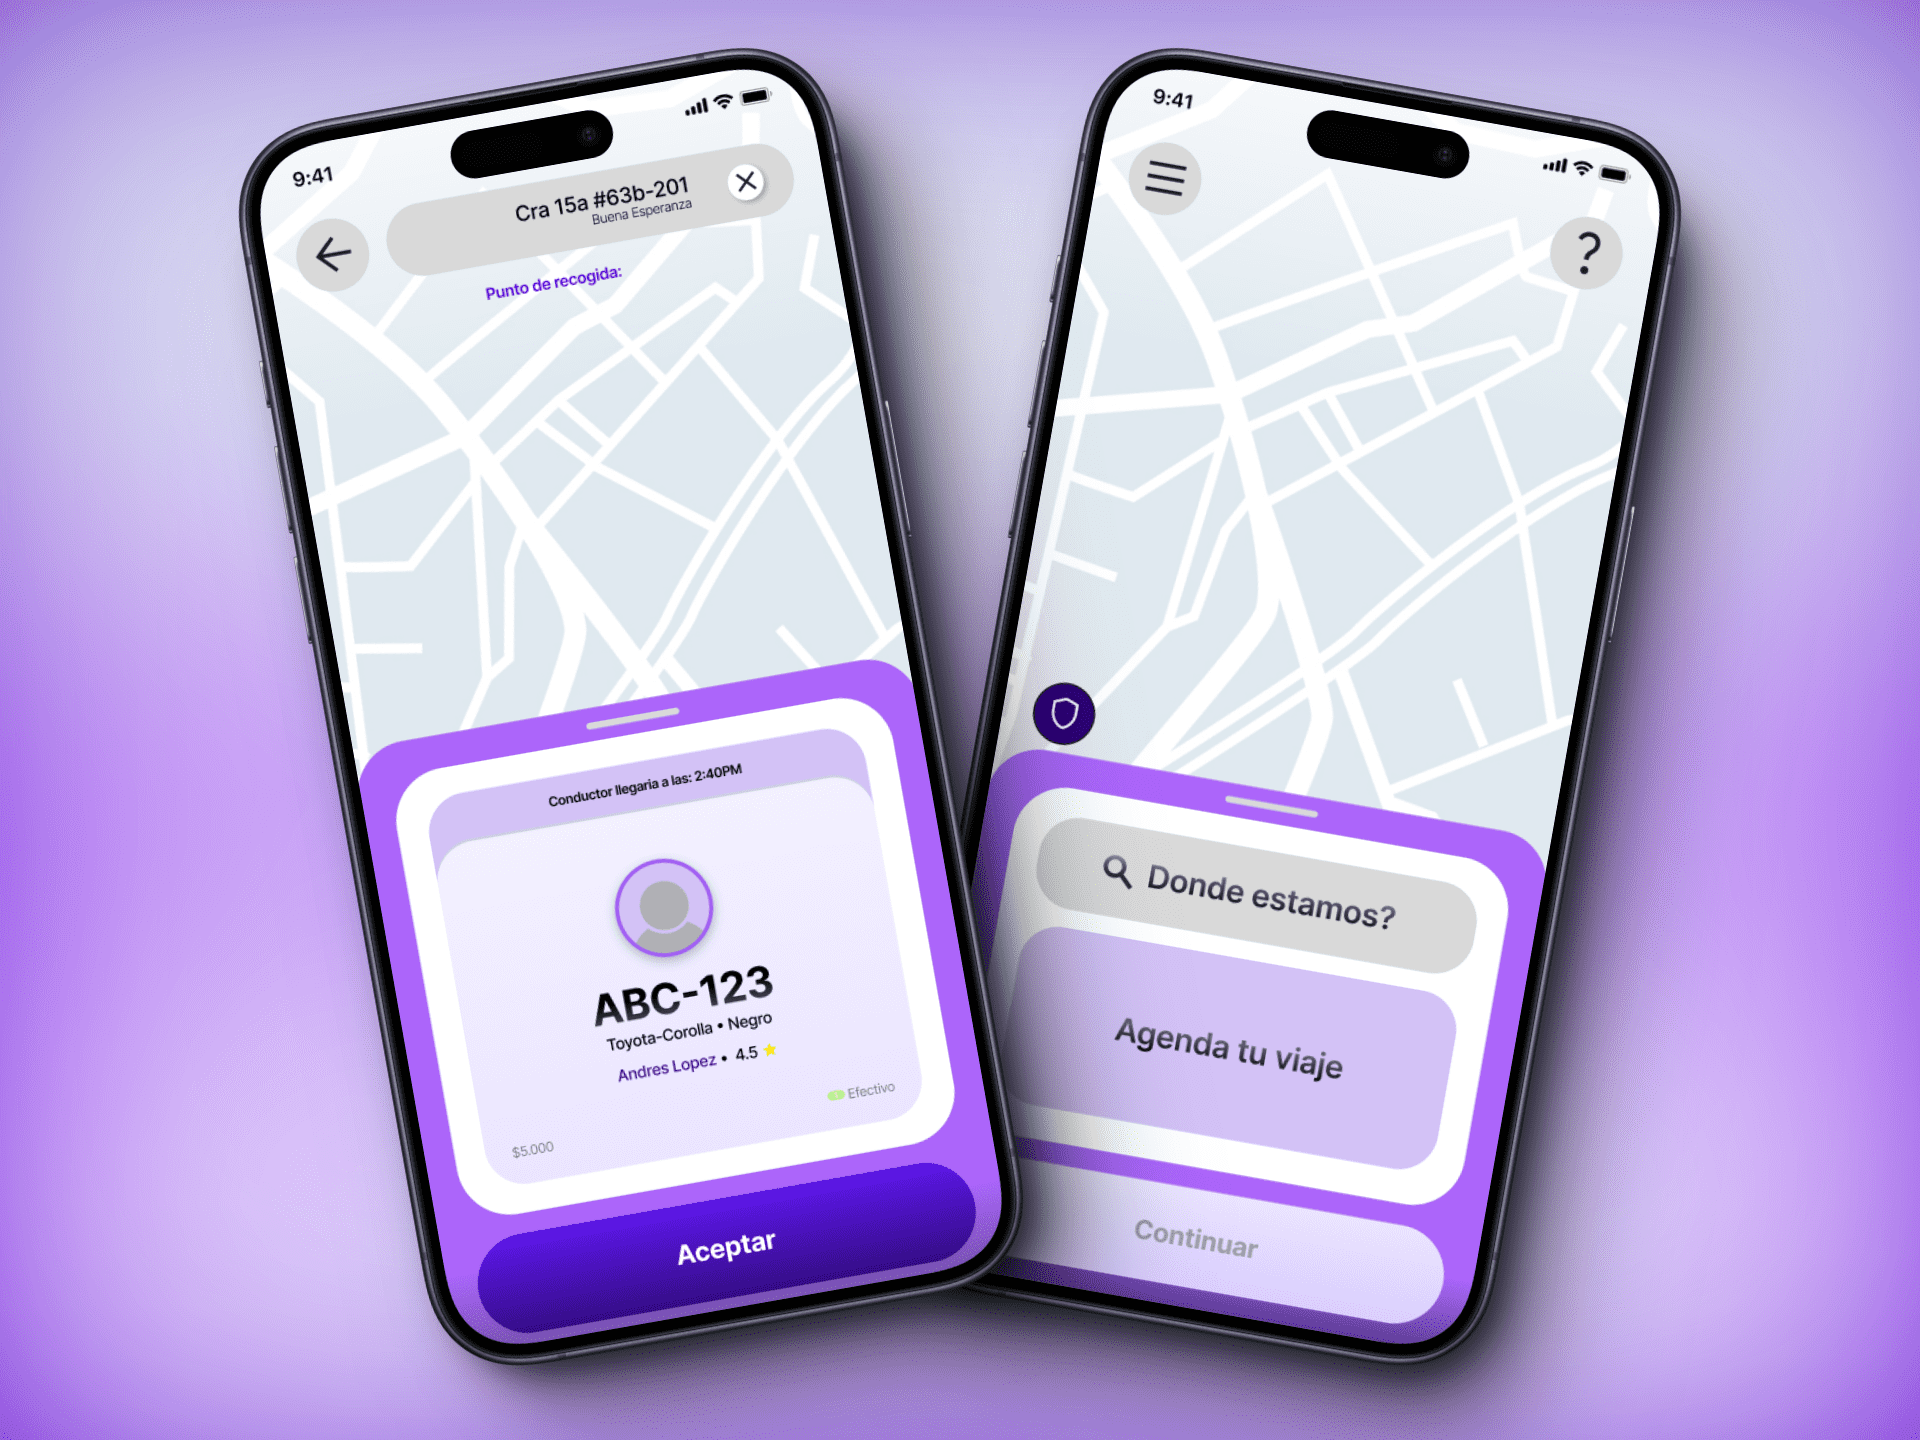 9:41
Cra 15a #63b-201
Buena Esperanza
Punto de recogida:
Conductor llegaria a las: 2:40PM
ABC-123
Toyota-Corolla • Negro
Andres Lopez • 4.5
Efectivo
$5.000
Aceptar
9:41
?
Donde estamos?
Agenda tu viaje
Continuar